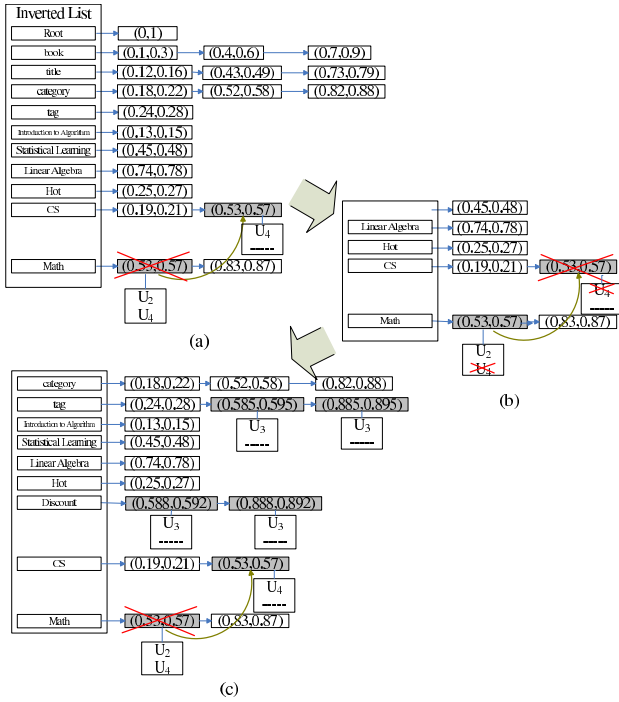 Inverted List
Root (0,1)
book (0.1,0.3) (0.4,0.6) (0.7,0.9)
title (0.12,0.16) (0.43,0.49) (0.73,0.79)
category (0.18,0.22) (0.52,0.58) (0.82,0.88)
tag (0.24,0.28)
Introduction to Algorithm (0.13,0.15)
Statistical Learning (0.45,0.48)
Linear Algebra (0.74,0.78)
Hot (0.25,0.27)
CS (0.19,0.21) (0.53,0.57)
U4
-----
Math (0.53,0.57) (0.83,0.87)
U2
U4
(a)
(0.45,0.48)
Linear Algebra (0.74,0.78)
Hot (0.25,0.27)
CS (0.19,0.21) (0.53,0.57)
U4
-----
Math (0.53,0.57) (0.83,0.87)
U2
U4
(b)
category (0.18,0.22) (0.52,0.58) (0.82,0.88)
tag (0.24,0.28) (0.585,0.595) (0.885,0.895)
U3 U3
----- -----
Introduction to Algorithm (0.13,0.15)
Statistical Learning (0.45,0.48)
Linear Algebra (0.74,0.78)
Hot (0.25,0.27)
Discount (0.588,0.592) (0.888,0.892)
U3 U3
----- -----
CS (0.19,0.21) (0.53,0.57)
U4
-----
Math (0.53,0.57) (0.83,0.87)
U2
U4
(c)